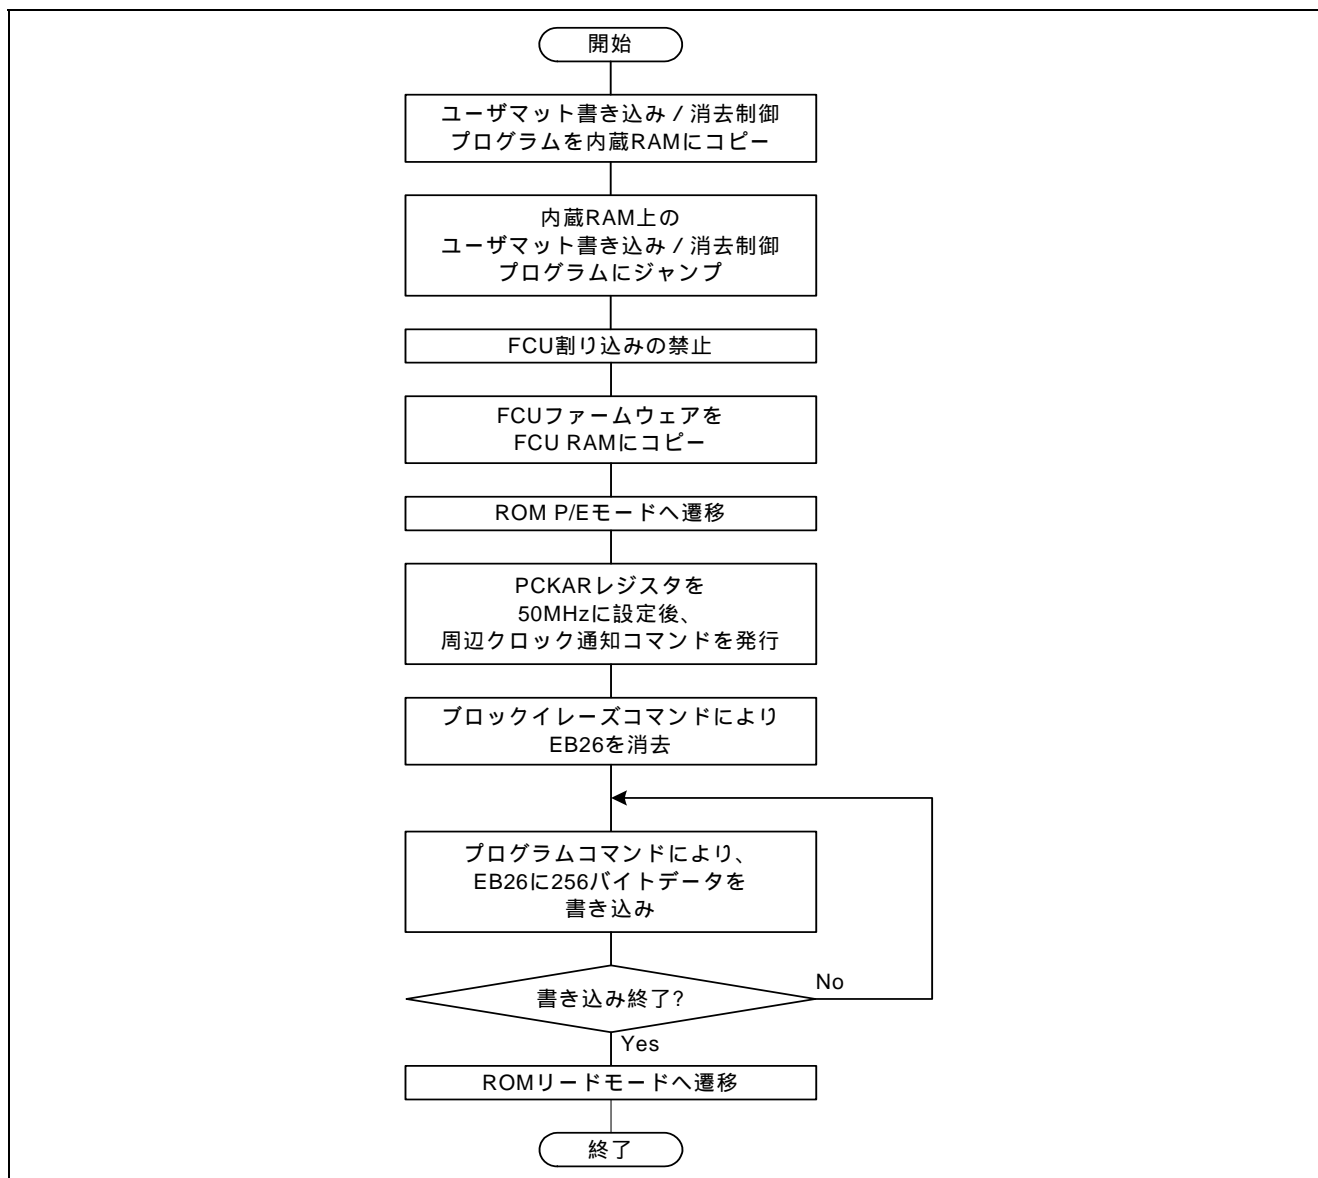 開始
ユーザマット書き込み / 消去制御
プログラムを内蔵RAMにコピー
内蔵RAM上の
ユーザマット書き込み / 消去制御
プログラムにジャンプ
FCU割り込みの禁止
FCUファームウェアを
FCU RAMにコピー
ROM P/Eモードへ遷移
PCKARレジスタを
50MHzに設定後、
周辺クロック通知コマンドを発行
ブロックイレーズコマンドにより
EB26を消去
プログラムコマンドにより、
EB26に256バイトデータを
書き込み
書き込み終了?
No
Yes
ROMリードモードへ遷移
終了